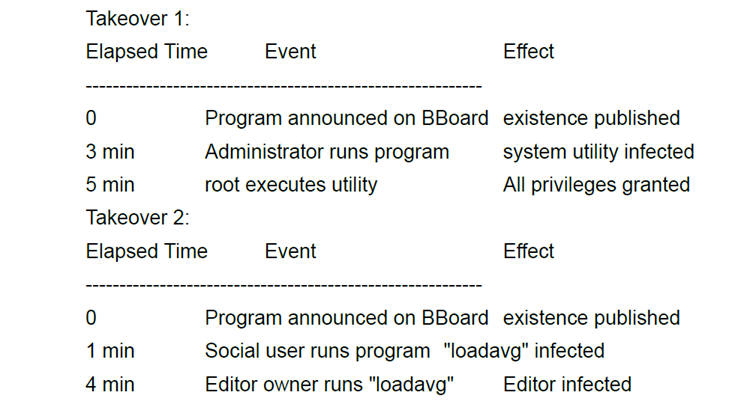 Takeover 1:
Elapsed Time Event Effect
------------------------------------------------------------
0 Program announced on BBoard existence published
3 min Administrator runs program system utility infected
5 min root executes utility All privileges granted
Takeover 2:
Elapsed Time Event Effect
------------------------------------------------------------
0 Program announced on BBoard existence published
1 min Social user runs program "loadavg" infected
4 min Editor owner runs "loadavg" Editor infected